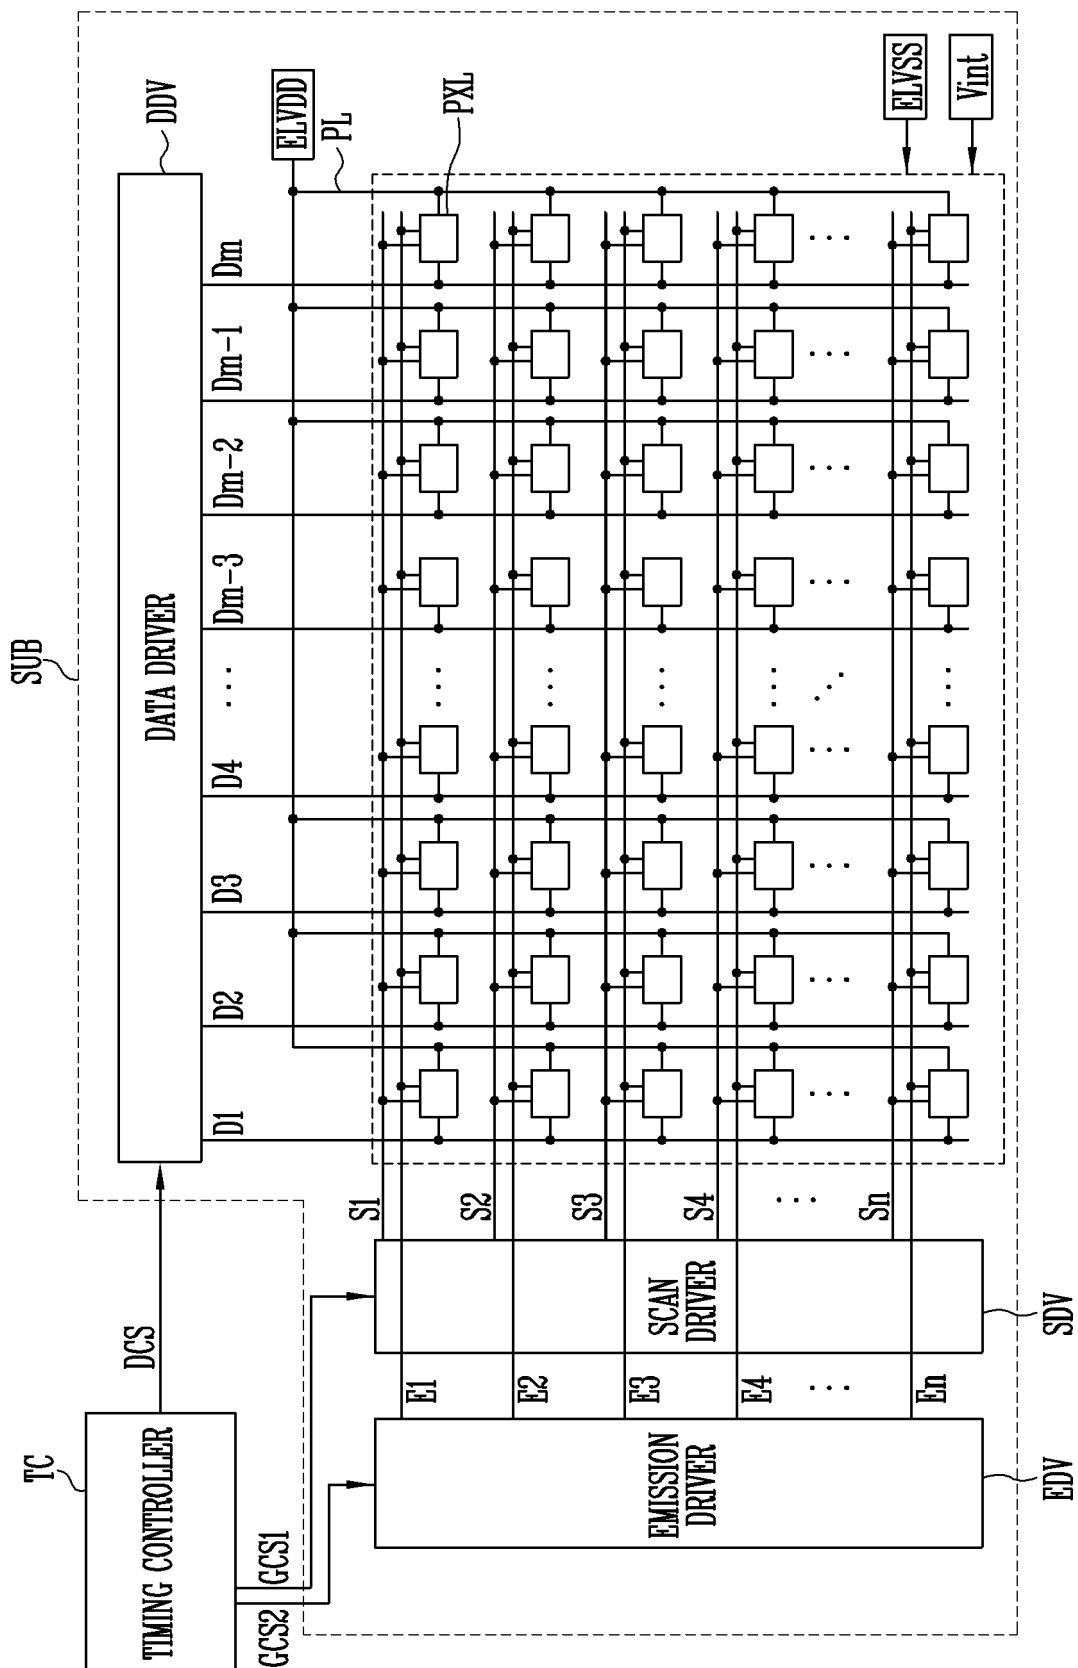 SUB
DATA DRIVER
DDV
TC
TIMING CONTROLLER
DCS
GCS1
GCS2
D1
D2
D3
D4
...
Dm-3
Dm-2
Dm-1
Dm
ELVDD
PL
PXL
ELVSS
Vint
S1
S2
S3
S4
...
Sn
SCAN
DRIVER
SDV
E1
E2
E3
E4
...
En
EMISSION
DRIVER
EDV